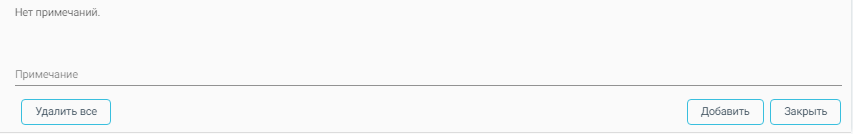 Нет примечаний.
Примечание
Удалить все
Добавить
Закрыть